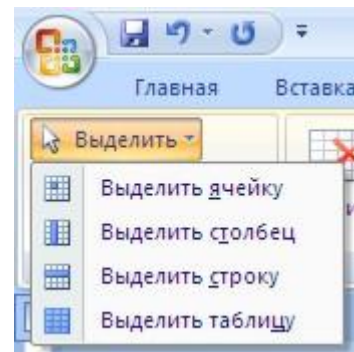 Главная Вставка
Выделить
Выделить ячейку
Выделить столбец
Выделить строку
Выделить таблицу